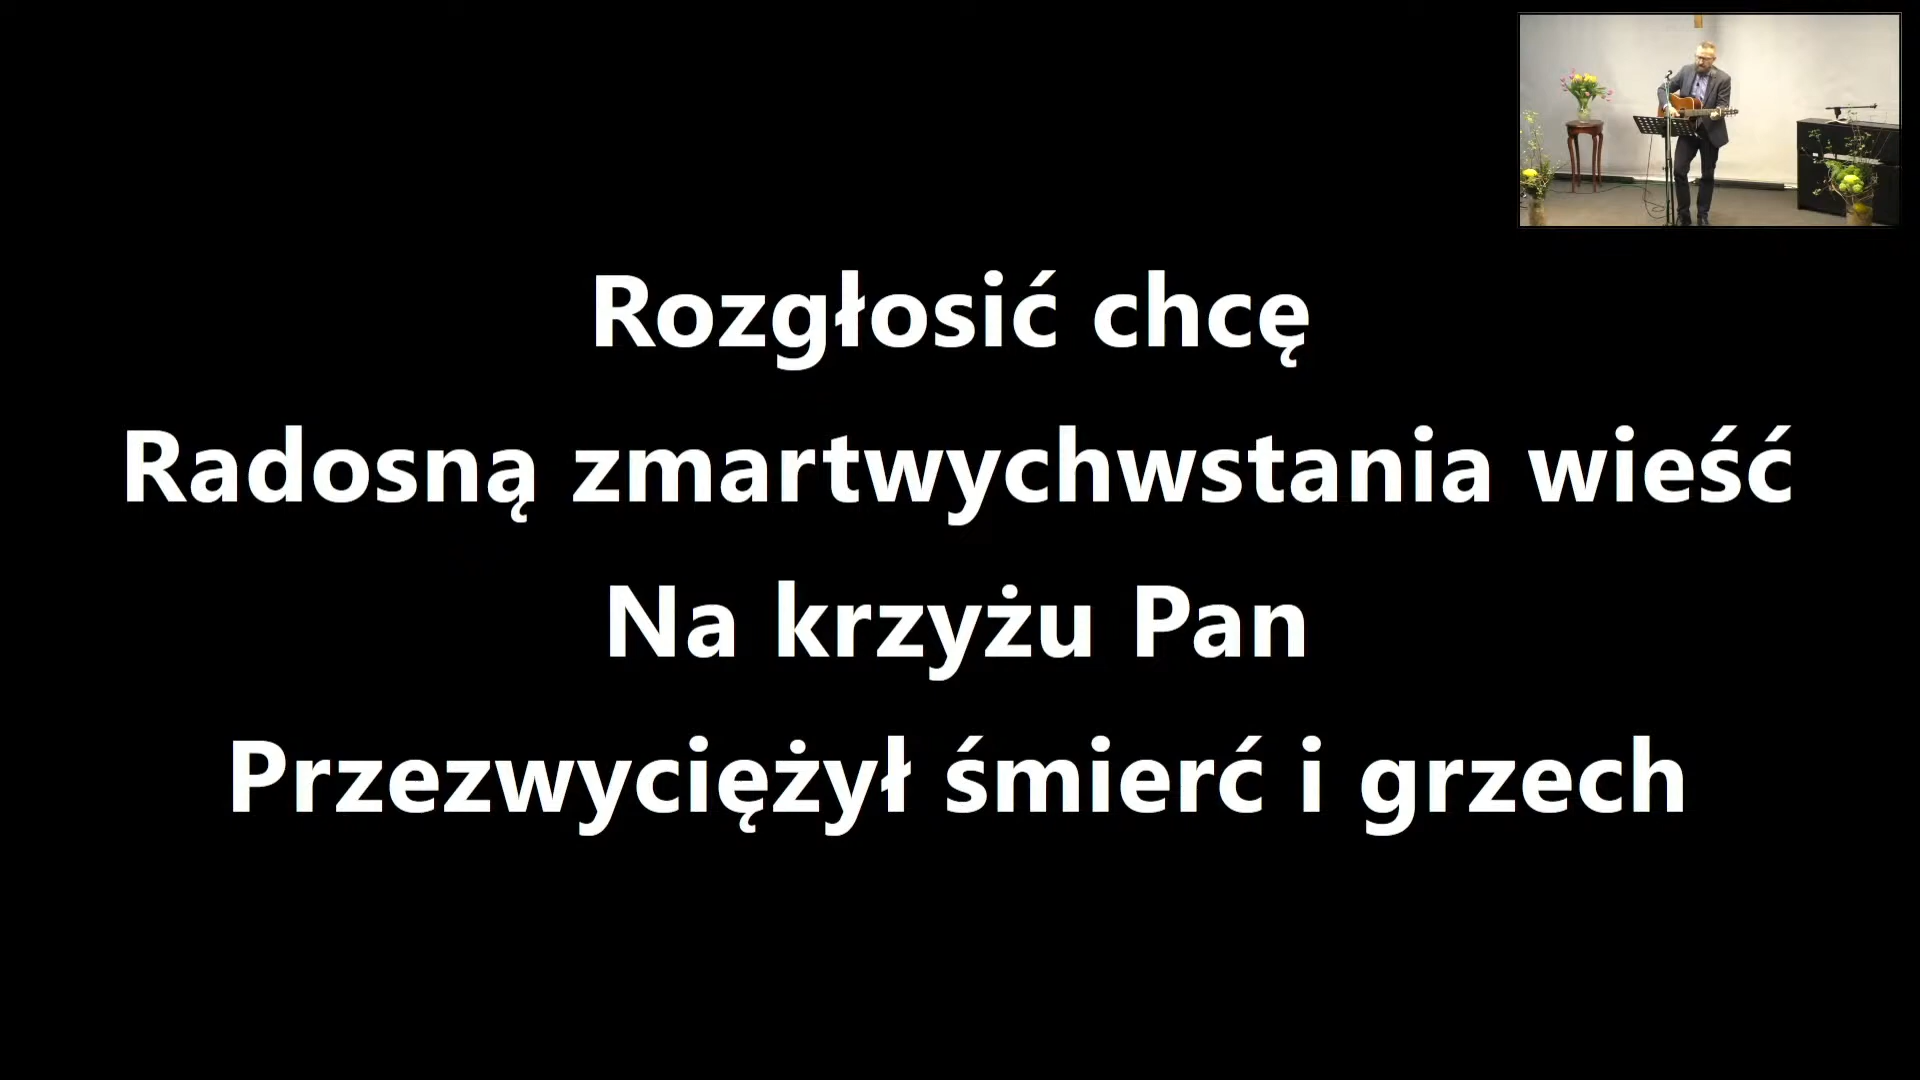 Rozgłosić chcę
Radosną zmartwychwstania wieść
Na krzyżu Pan
Przezwyciężył śmierć i grzech